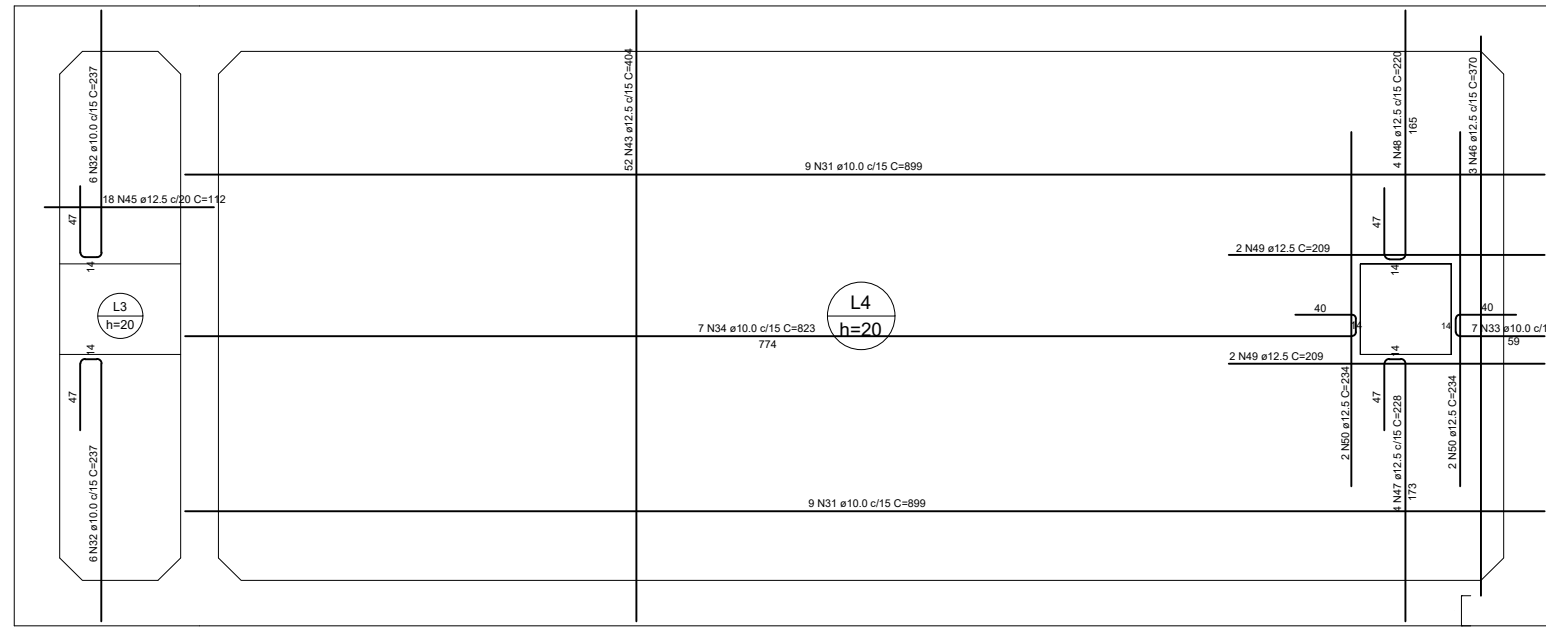 6 N32 ø10.0 c/15 C=237
52 N43 ø12.5 c/15 C=404
4 N48 ø12.5 c/15 C=220
165
3 N46 ø12.5 c/15 C=370
9 N31 ø10.0 c/15 C=899
18 N45 ø12.5 c/20 C=112
47
14
47
14
2 N49 ø12.5 C=209
L3
h=20
L4
h=20
40
14
14
40
7 N34 ø10.0 c/15 C=823
774
7 N33 ø10.0 c/1
59
14
47
14
47
2 N49 ø12.5 C=209
2 N50 ø12.5 C=234
4 N47 ø12.5 c/15 C=228
173
2 N50 ø12.5 C=234
6 N32 ø10.0 c/15 C=237
9 N31 ø10.0 c/15 C=899